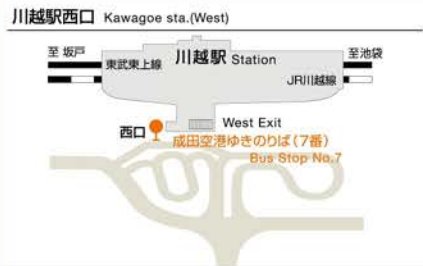 川越駅西口 Kawagoe sta.(West)
至 坂戸
東武東上線
川越駅 Station
至池袋
JR川越線
西口
West Exit
成田空港ゆきのりば(7番)
Bus Stop No.7